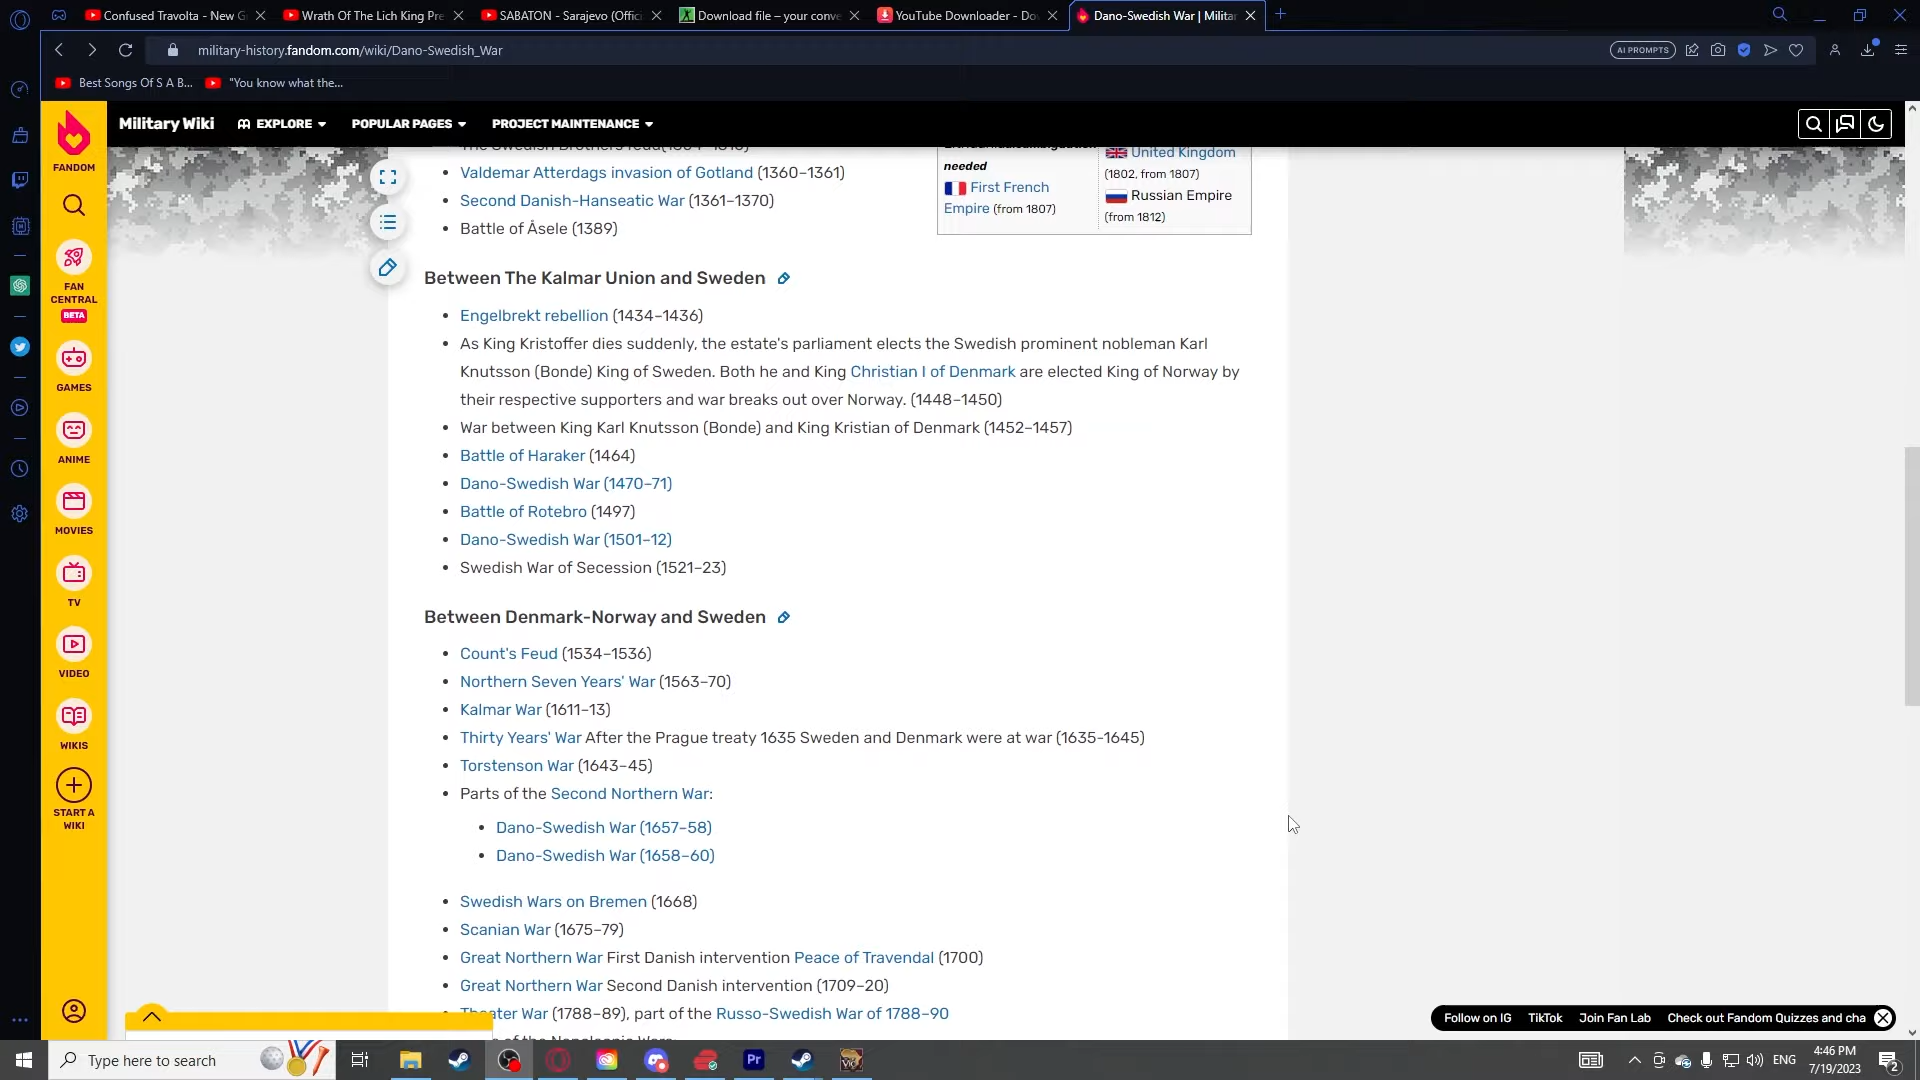 Confused Travolta - New G
Wrath Of The Lich King Pre
SABATON - Sarajevo (Offici
Download file – your conve
YouTube Downloader - Do
Dano-Swedish War | Milita
military-history.fandom.com/wiki/Dano-Swedish_War
AI PROMPTS
Best Songs Of S A B...
"You know what the...
FANDOM
Military Wiki
EXPLORE
POPULAR PAGES
PROJECT MAINTENANCE
FAN
CENTRAL
BETA
GAMES
ANIME
MOVIES
TV
VIDEO
WIKIS
START A
WIKI
needed
First French
Empire (from 1807)
United Kingdom
(1802, from 1807)
Russian Empire
(from 1812)
Valdemar Atterdags invasion of Gotland (1360–1361)
Second Danish-Hanseatic War (1361–1370)
Battle of Åsele (1389)
Between The Kalmar Union and Sweden
Engelbrekt rebellion (1434–1436)
As King Kristoffer dies suddenly, the estate's parliament elects the Swedish prominent nobleman Karl
Knutsson (Bonde) King of Sweden. Both he and King Christian I of Denmark are elected King of Norway by
their respective supporters and war breaks out over Norway. (1448–1450)
War between King Karl Knutsson (Bonde) and King Kristian of Denmark (1452–1457)
Battle of Haraker (1464)
Dano-Swedish War (1470–71)
Battle of Rotebro (1497)
Dano-Swedish War (1501–12)
Swedish War of Secession (1521–23)
Between Denmark-Norway and Sweden
Count's Feud (1534–1536)
Northern Seven Years' War (1563–70)
Kalmar War (1611–13)
Thirty Years' War After the Prague treaty 1635 Sweden and Denmark were at war (1635-1645)
Torstenson War (1643–45)
Parts of the Second Northern War:
Dano-Swedish War (1657–58)
Dano-Swedish War (1658–60)
Swedish Wars on Bremen (1668)
Scanian War (1675–79)
Great Northern War First Danish intervention Peace of Travendal (1700)
Great Northern War Second Danish intervention (1709–20)
Theater War (1788–89), part of the Russo-Swedish War of 1788–90
Follow on IG
TikTok
Join Fan Lab
Check out Fandom Quizzes and cha
Type here to search
Pr
ENG
4:46 PM
7/19/2023
2